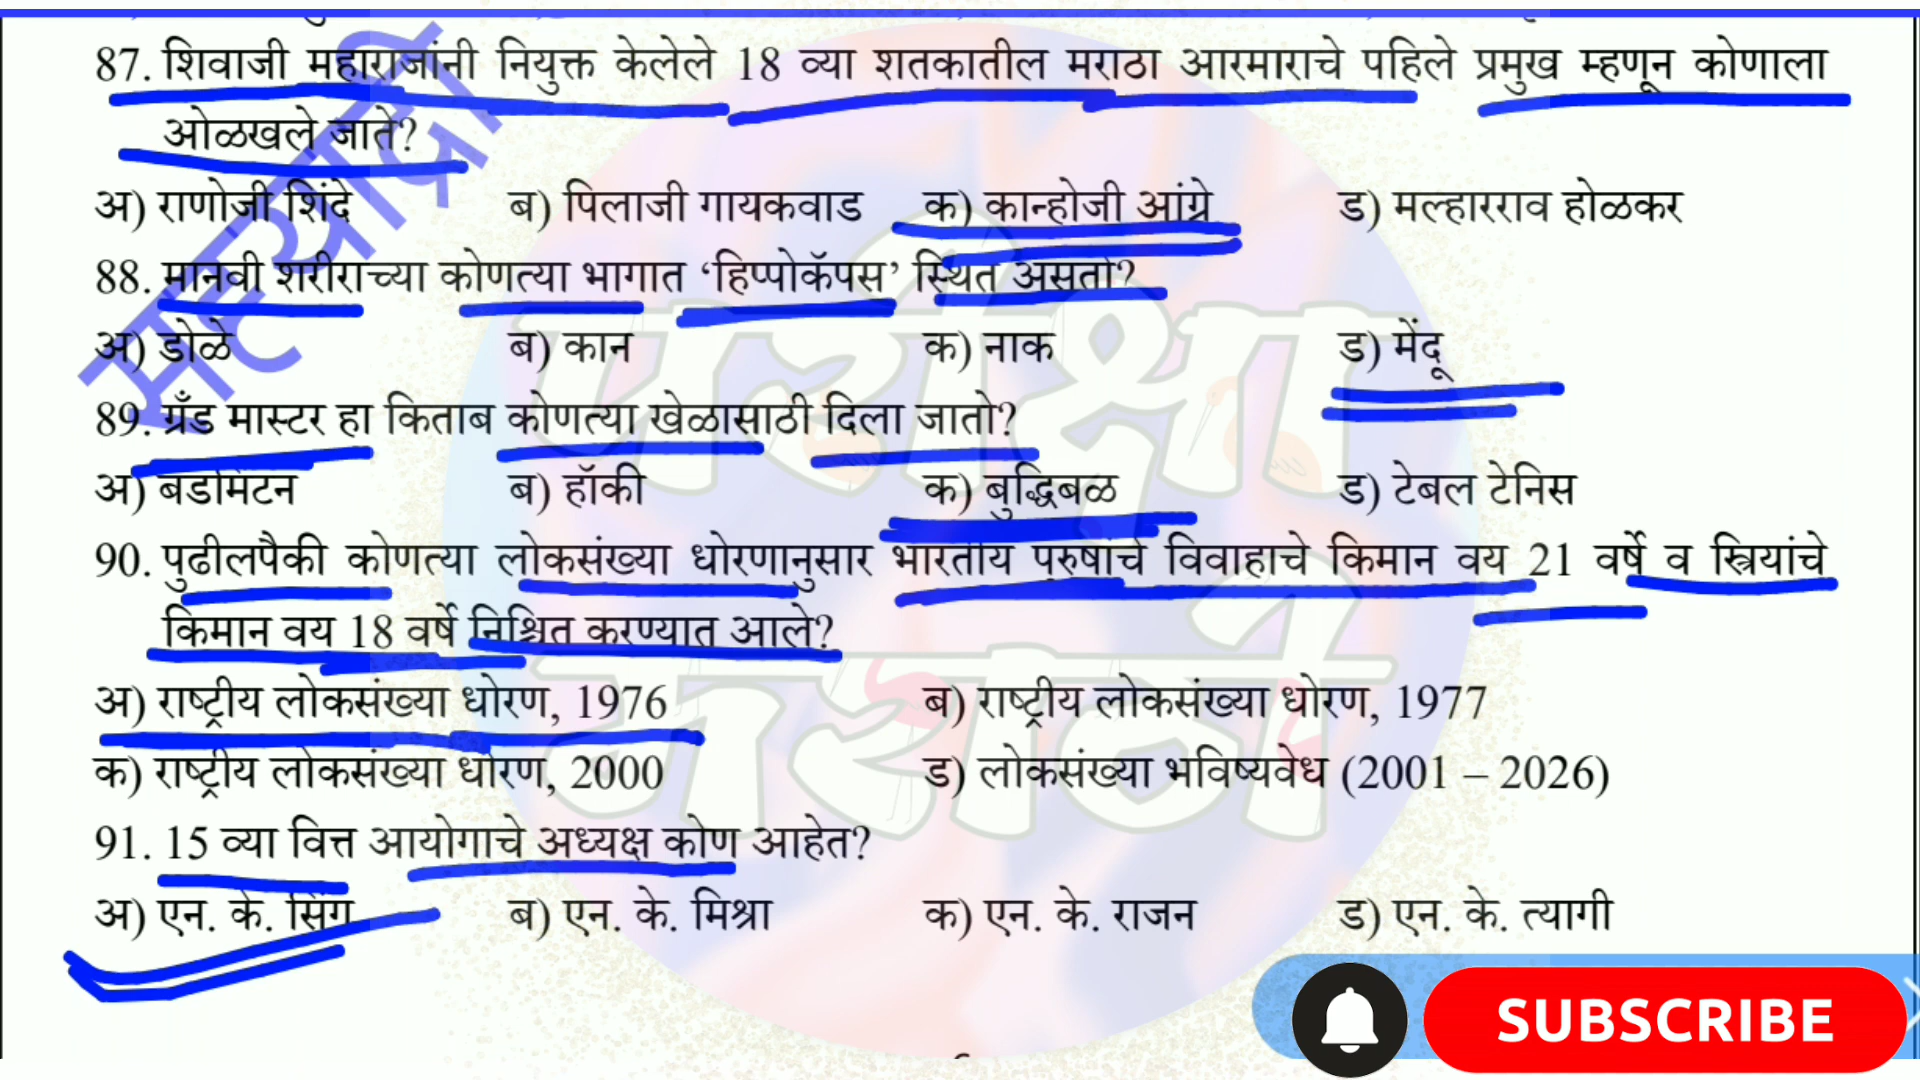 87. शिवाजी महाराजांनी नियुक्त केलेले 18 व्या शतकातील मराठा आरमाराचे पहिले प्रमुख म्हणून कोणाला
ओळखले जाते?
अ) राणोजी शिंदे ब) पिलाजी गायकवाड क) कान्होजी आंग्रे ड) मल्हारराव होळकर
88. मानवी शरीराच्या कोणत्या भागात ‘हिप्पोकॅपस’ स्थित असतो?
अ) डोळे ब) कान क) नाक ड) मेंदू
89. ग्रँड मास्टर हा किताब कोणत्या खेळासाठी दिला जातो?
अ) बॅडमिंटन ब) हॉकी क) बुद्धिबळ ड) टेबल टेनिस
90. पुढीलपैकी कोणत्या लोकसंख्या धोरणानुसार भारतीय पुरुषांचे विवाहाचे किमान वय 21 वर्षे व स्त्रियांचे
किमान वय 18 वर्षे निश्चित करण्यात आले?
अ) राष्ट्रीय लोकसंख्या धोरण, 1976 ब) राष्ट्रीय लोकसंख्या धोरण, 1977
क) राष्ट्रीय लोकसंख्या धोरण, 2000 ड) लोकसंख्या भविष्यवेध (2001 – 2026)
91. 15 व्या वित्त आयोगाचे अध्यक्ष कोण आहेत?
अ) एन. के. सिंग ब) एन. के. मिश्रा क) एन. के. राजन ड) एन. के. त्यागी
SUBSCRIBE
सह्याद्री
परीक्षा
मराठी